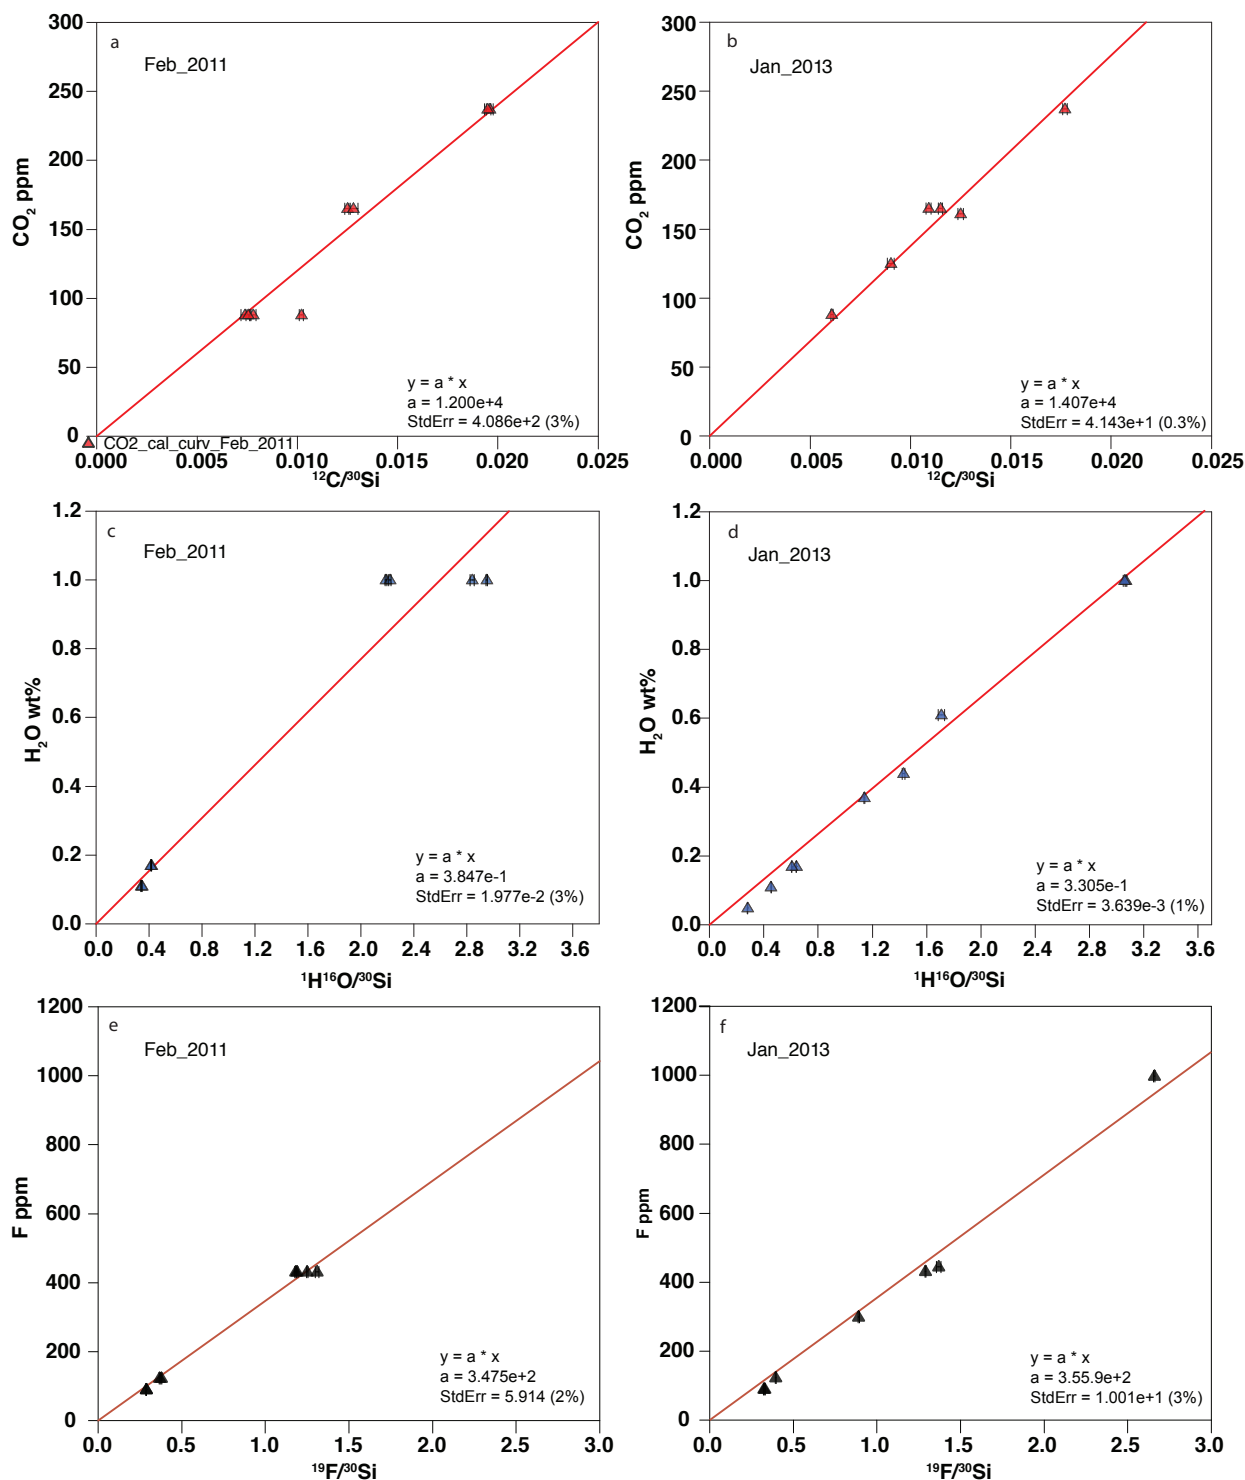 a
Feb_2011
300
250
200
150
100
50
0
CO₂ ppm
y = a * x
a = 1.200e+4
StdErr = 4.086e+2 (3%)
CO2_cal_curv_Feb_2011
0.000 0.005 0.010 0.015 0.020 0.025
¹²C/³⁰Si
b
Jan_2013
300
250
200
150
100
50
0
CO₂ ppm
y = a * x
a = 1.407e+4
StdErr = 4.143e+1 (0.3%)
0.000 0.005 0.010 0.015 0.020 0.025
¹²C/³⁰Si
c
Feb_2011
1.2
1.0
0.8
0.6
0.4
0.2
0.0
H₂O wt%
y = a * x
a = 3.847e-1
StdErr = 1.977e-2 (3%)
0.0 0.4 0.8 1.2 1.6 2.0 2.4 2.8 3.2 3.6
¹H¹⁶O/³⁰Si
d
Jan_2013
1.2
1.0
0.8
0.6
0.4
0.2
0.0
H₂O wt%
y = a * x
a = 3.305e-1
StdErr = 3.639e-3 (1%)
0.0 0.4 0.8 1.2 1.6 2.0 2.4 2.8 3.2 3.6
¹H¹⁶O/³⁰Si
e
Feb_2011
1200
1000
800
600
400
200
0
F ppm
y = a * x
a = 3.475e+2
StdErr = 5.914 (2%)
0.0 0.5 1.0 1.5 2.0 2.5 3.0
¹⁹F/³⁰Si
f
Jan_2013
1200
1000
800
600
400
200
0
F ppm
y = a * x
a = 3.55.9e+2
StdErr = 1.001e+1 (3%)
0.0 0.5 1.0 1.5 2.0 2.5 3.0
¹⁹F/³⁰Si